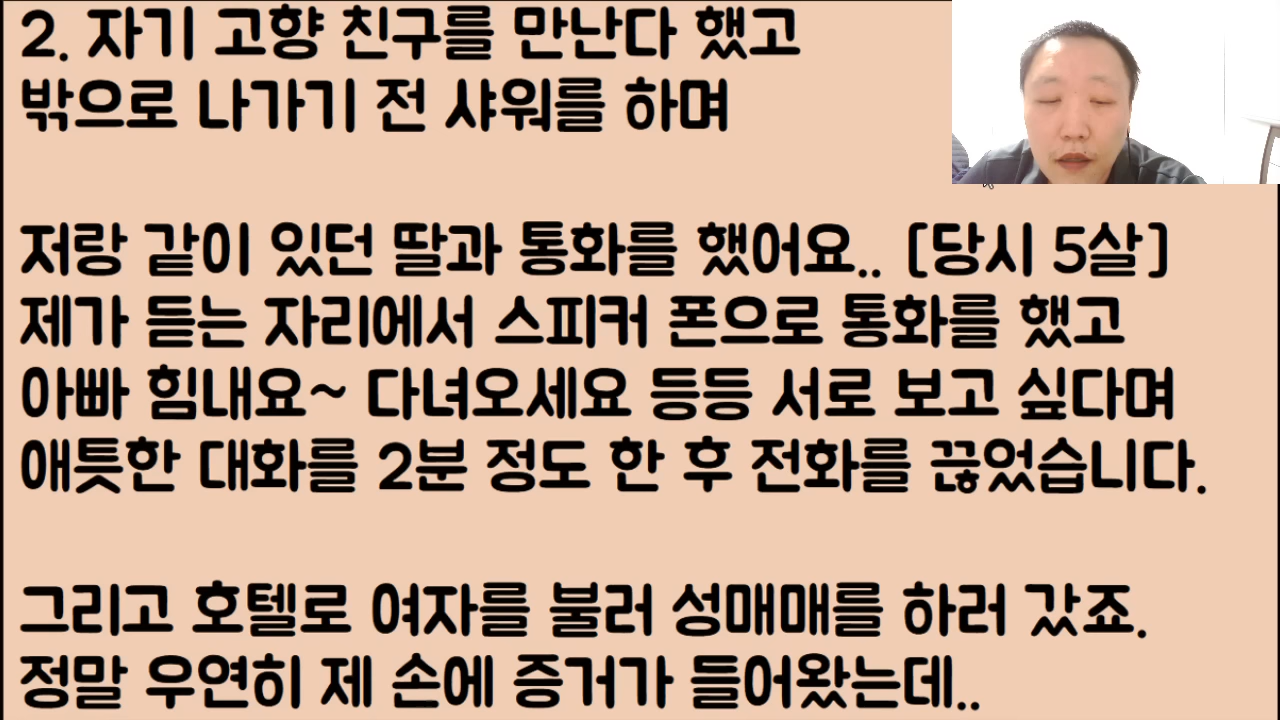 2. 자기 고향 친구를 만난다 했고
밖으로 나가기 전 샤워를 하며
저랑 같이 있던 딸과 통화를 했어요.. [당시 5살]
제가 듣는 자리에서 스피커 폰으로 통화를 했고
아빠 힘내요~ 다녀오세요 등등 서로 보고 싶다며
애틋한 대화를 2분 정도 한 후 전화를 끊었습니다.
그리고 호텔로 여자를 불러 성매매를 하러 갔죠.
정말 우연히 제 손에 증거가 들어왔는데..